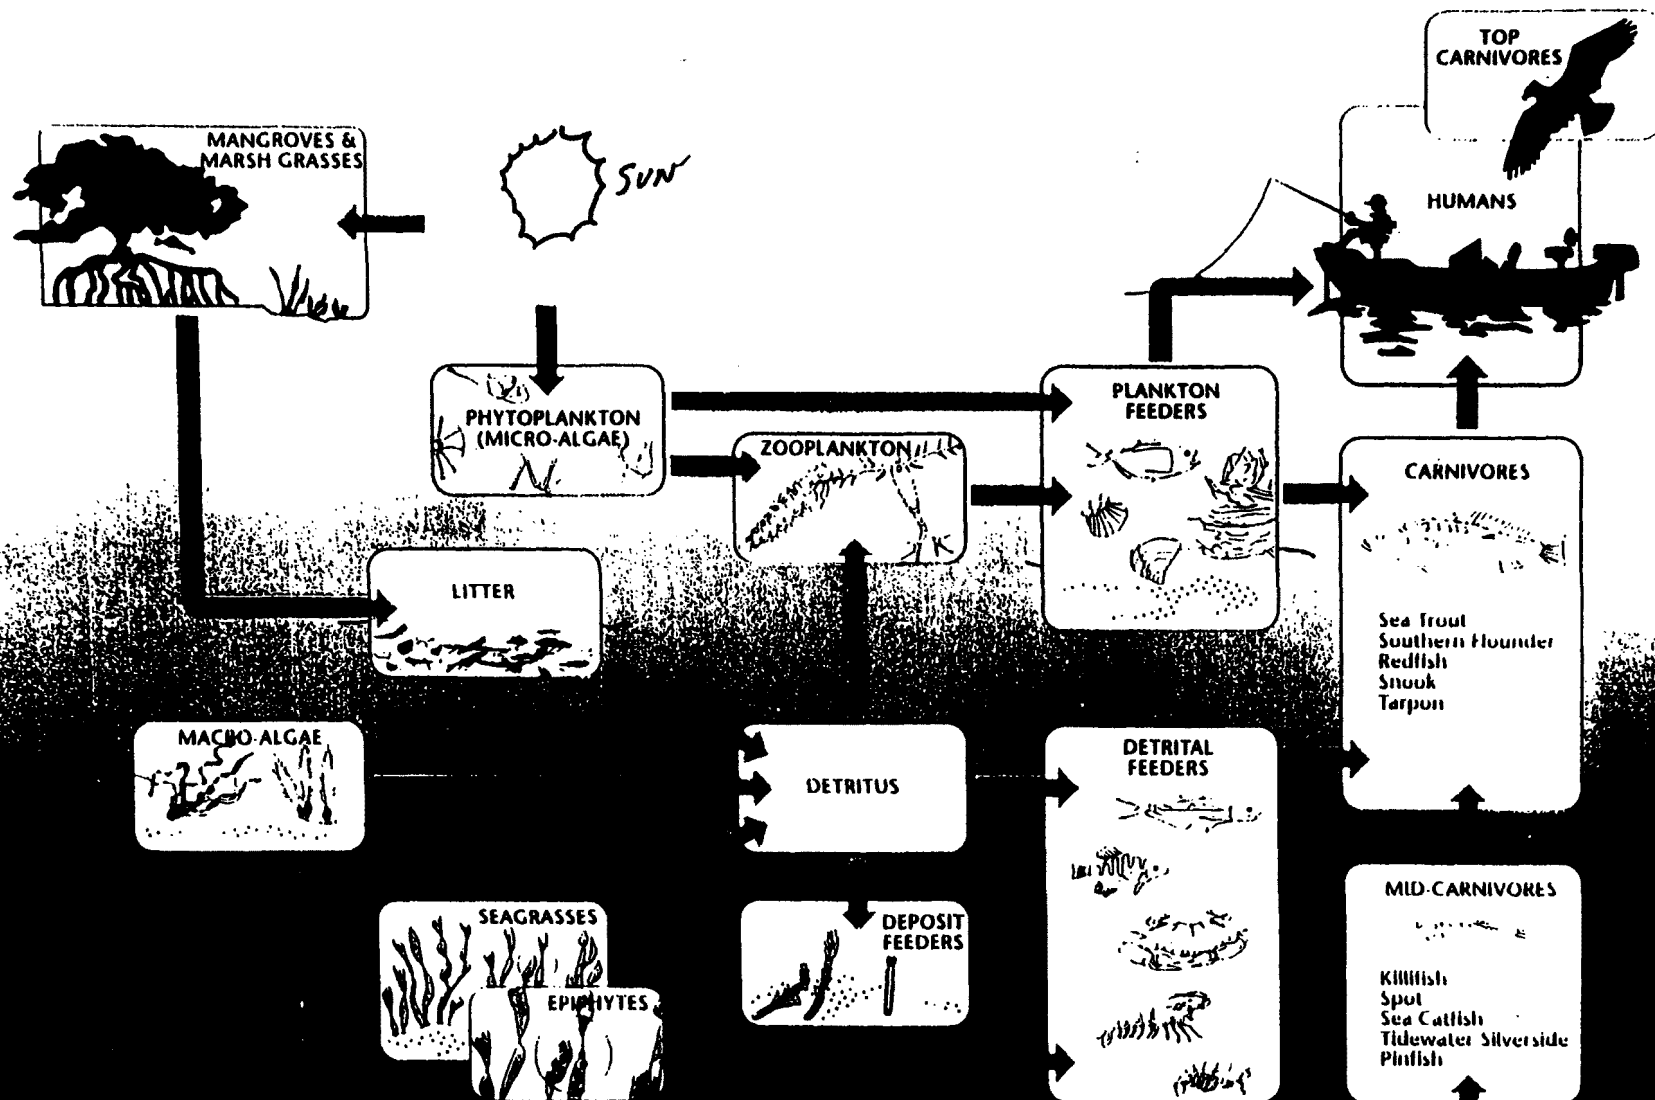 TOP
CARNIVORES
MANGROVES &
MARSH GRASSES
SUN
HUMANS
PHYTOPLANKTON
(MICRO-ALGAE)
PLANKTON
FEEDERS
ZOOPLANKTON
CARNIVORES
LITTER
Sea Trout
Southern Flounder
Redfish
Snook
Tarpon
MACRO-ALGAE
DETRITUS
DETRITAL
FEEDERS
MID-CARNIVORES
SEAGRASSES
DEPOSIT
FEEDERS
EPIPHYTES
Killifish
Spot
Sea Catfish
Tidewater Silverside
Pinfish